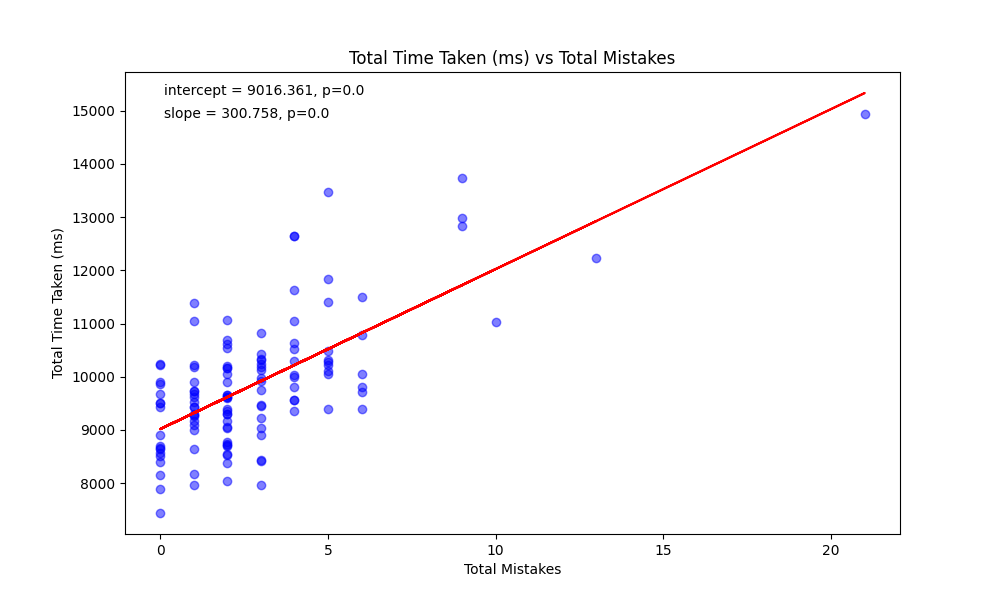 Total Time Taken (ms) vs Total Mistakes
intercept = 9016.361, p=0.0
slope = 300.758, p=0.0
15000
14000
13000
12000
11000
10000
9000
8000
Total Time Taken (ms)
0 5 10 15 20
Total Mistakes